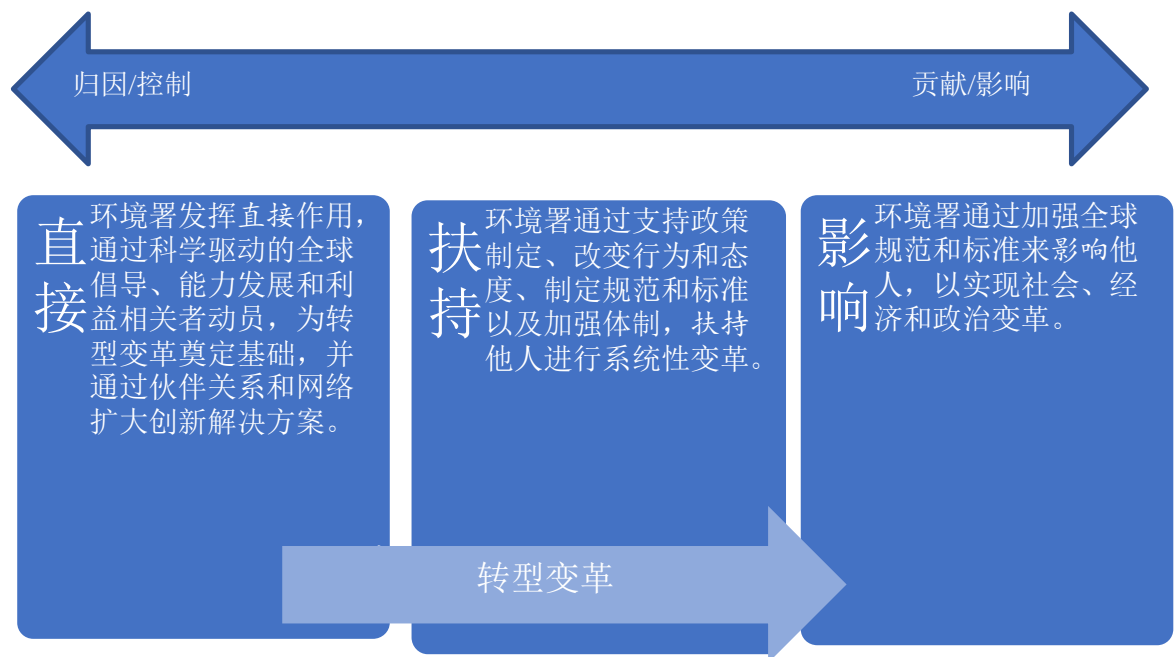 归因/控制
贡献/影响
直接
环境署发挥直接作用，
通过科学驱动的全球
倡导、能力发展和利
益相关者动员，为转
型变革奠定基础，并
通过伙伴关系和网络
扩大创新解决方案。
扶持
环境署通过支持政策
制定、改变行为和态
度、制定规范和标准
以及加强体制，扶持
他人进行系统性变革。
影响
环境署通过加强全球
规范和标准来影响他
人，以实现社会、经
济和政治变革。
转型变革